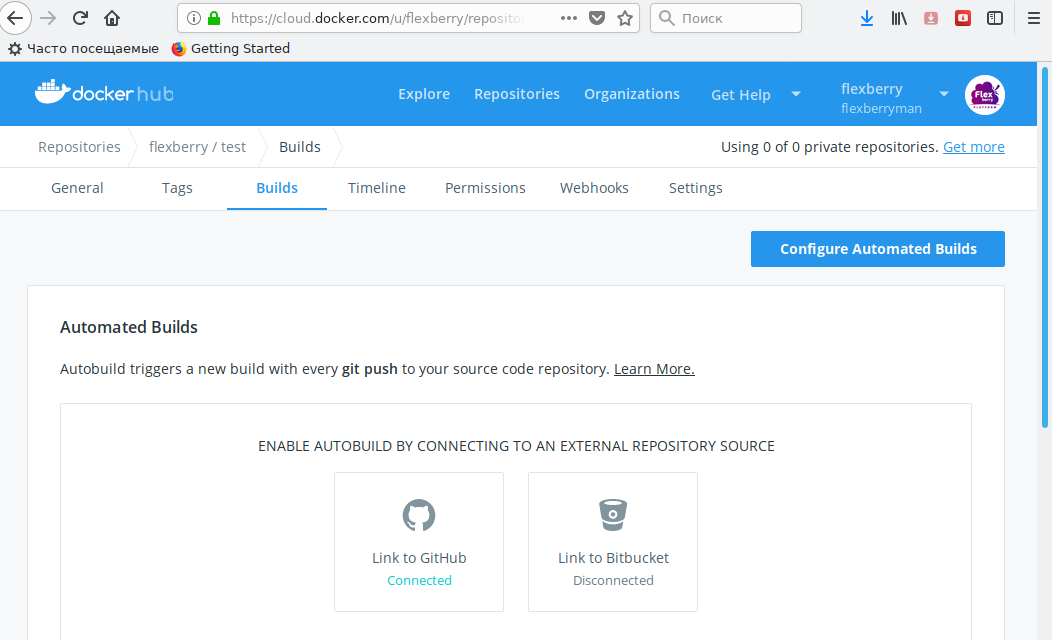 https://cloud.docker.com/u/flexberry/reposito
Поиск
Часто посещаемые Getting Started
docker hub Explore Repositories Organizations Get Help flexberry
flexberryman
Flex
berry
PLATFORM
Repositories flexberry / test Builds Using 0 of 0 private repositories. Get more
General Tags Builds Timeline Permissions Webhooks Settings
Configure Automated Builds
Automated Builds
Autobuild triggers a new build with every git push to your source code repository. Learn More.
ENABLE AUTOBUILD BY CONNECTING TO AN EXTERNAL REPOSITORY SOURCE
Link to GitHub Link to Bitbucket
Connected Disconnected